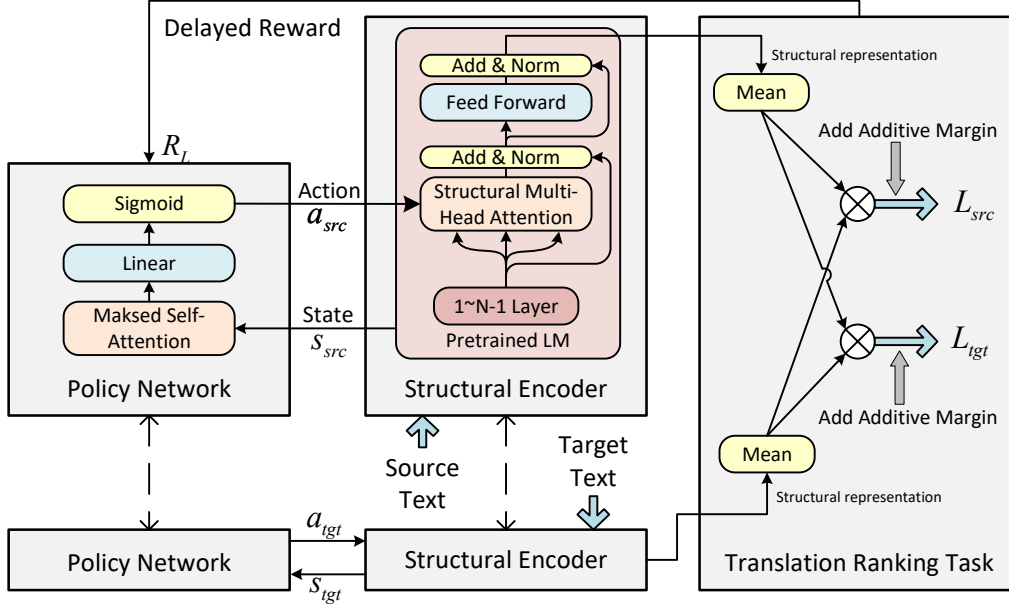 Delayed Reward
R_L
Sigmoid
Linear
Maksed Self-
Attention
Policy Network
Action
a_src
State
s_src
Add & Norm
Feed Forward
Add & Norm
Structural Multi-
Head Attention
1~N-1 Layer
Pretrained LM
Structural Encoder
Source
Text
Target
Text
Policy Network
a_tgt
s_tgt
Structural Encoder
Structural representation
Mean
Add Additive Margin
L_src
L_tgt
Add Additive Margin
Mean
Structural representation
Translation Ranking Task